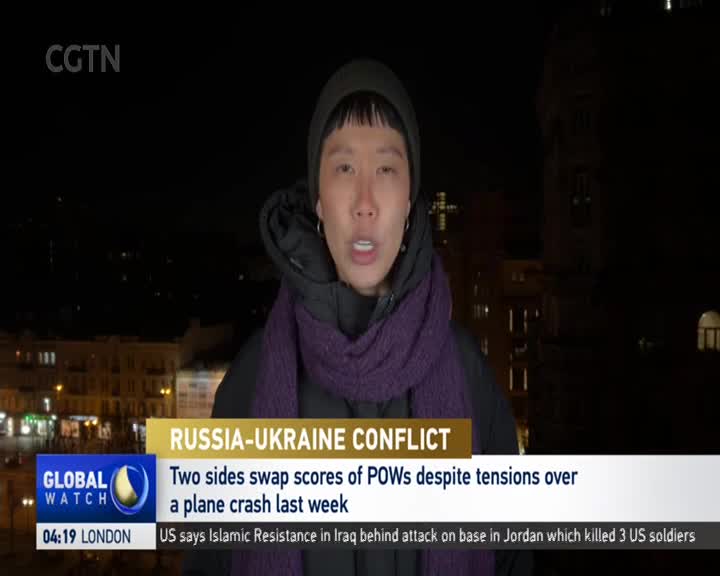 CGTN
RUSSIA-UKRAINE CONFLICT
GLOBAL
WATCH
Two sides swap scores of POWs despite tensions over
a plane crash last week
04:19 LONDON
US says Islamic Resistance in Iraq behind attack on base in Jordan which killed 3 US soldiers